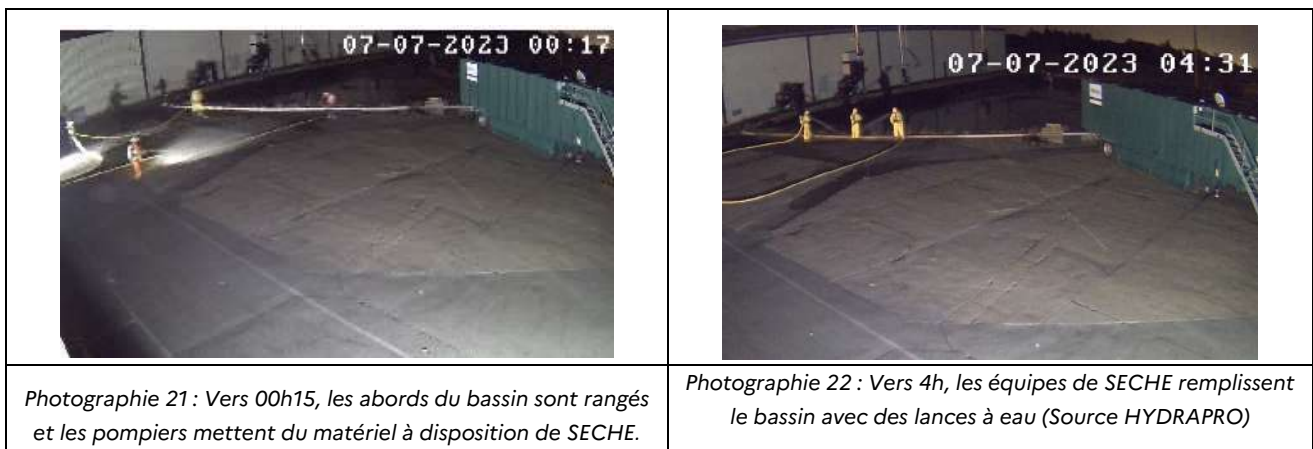 07-07-2023 00:17
07-07-2023 04:31
Photographie 21 : Vers 00h15, les abords du bassin sont rangés
et les pompiers mettent du matériel à disposition de SECHE.
Photographie 22 : Vers 4h, les équipes de SECHE remplissent
le bassin avec des lances à eau (Source HYDRAPRO)